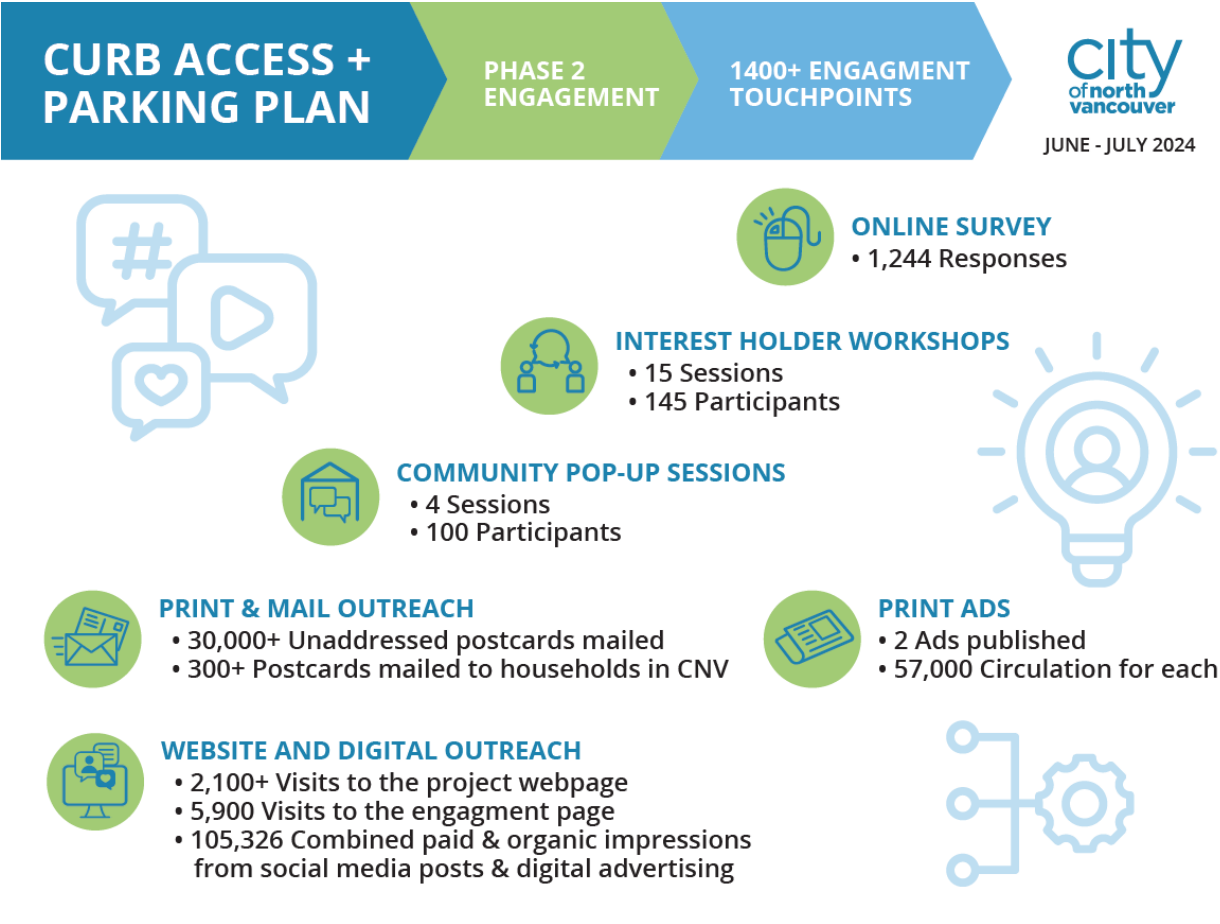 CURB ACCESS +
PARKING PLAN
PHASE 2
ENGAGEMENT
1400+ ENGAGMENT
TOUCHPOINTS
city
of north
vancouver
JUNE - JULY 2024
#
ONLINE SURVEY
• 1,244 Responses
INTEREST HOLDER WORKSHOPS
• 15 Sessions
• 145 Participants
COMMUNITY POP-UP SESSIONS
• 4 Sessions
• 100 Participants
PRINT & MAIL OUTREACH
• 30,000+ Unaddressed postcards mailed
• 300+ Postcards mailed to households in CNV
PRINT ADS
• 2 Ads published
• 57,000 Circulation for each
WEBSITE AND DIGITAL OUTREACH
• 2,100+ Visits to the project webpage
• 5,900 Visits to the engagment page
• 105,326 Combined paid & organic impressions
from social media posts & digital advertising